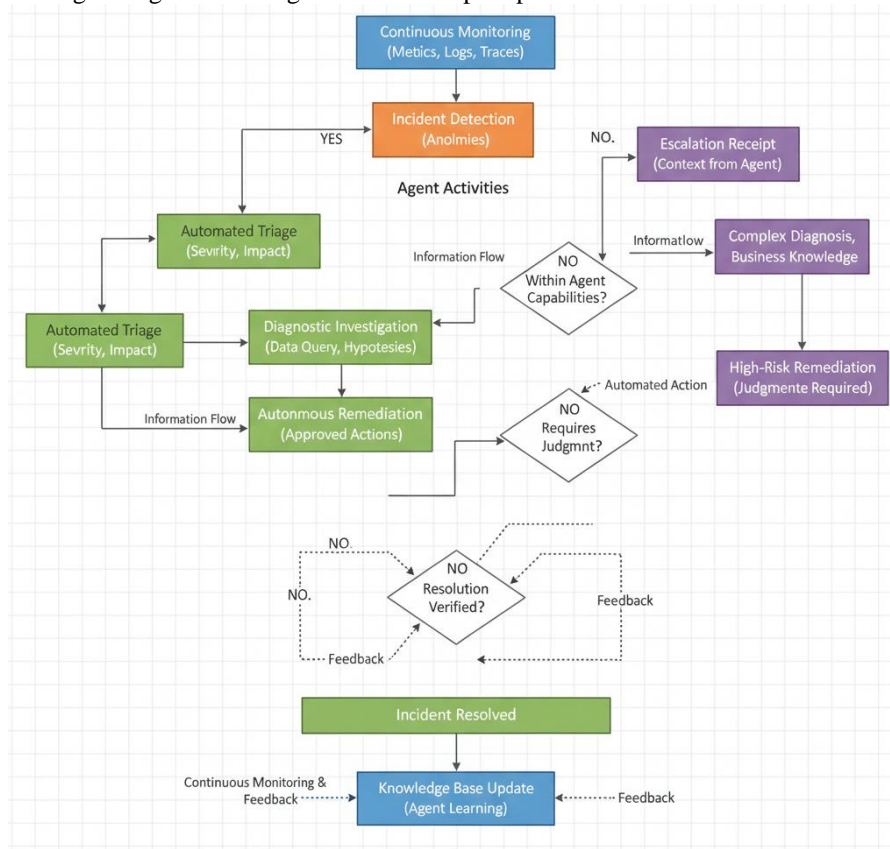 Continuous Monitoring
(Metics, Logs, Traces)
Incident Detection
(Anolmies)
YES
NO.
Escalation Receipt
(Context from Agent)
Agent Activities
Automated Triage
(Sevrity, Impact)
Information Flow
NO
Within Agent
Capabilities?
Informatlow
Complex Diagnosis,
Business Knowledge
Automated Triage
(Sevrity, Impact)
Diagnostic Investigation
(Data Query, Hypotesies)
High-Risk Remediation
(Judgmente Required)
Information Flow
Autonmous Remediation
(Approved Actions)
Automated Action
NO
Requires
Judgmnt?
NO.
NO.
NO
Resolution
Verified?
Feedback
Feedback
Incident Resolved
Continuous Monitoring &
Feedback
Knowledge Base Update
(Agent Learning)
Feedback